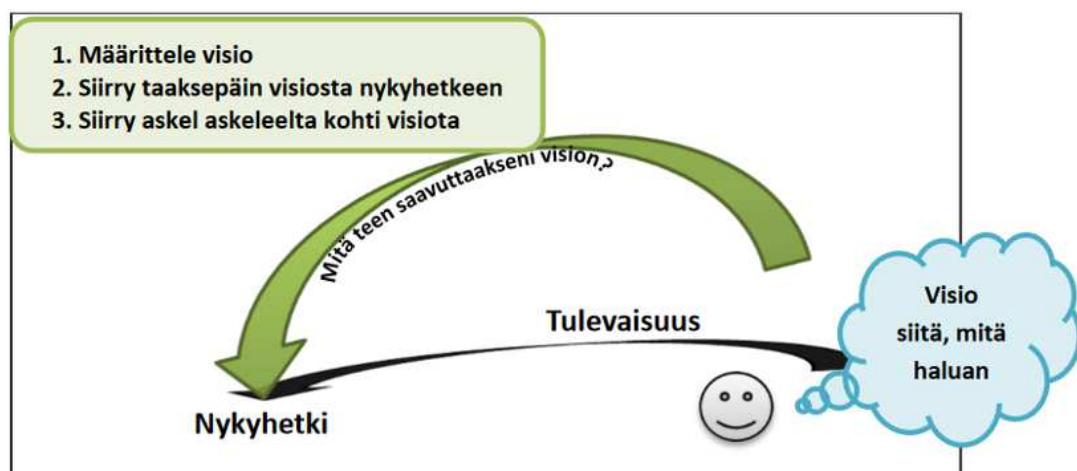 1. Määrittele visio
2. Siirry taaksepäin visiosta nykyhetkeen
3. Siirry askel askeleelta kohti visiota
Mitä teen saavuttaakseni vision?
Tulevaisuus
Visio
siitä, mitä
haluan
Nykyhetki